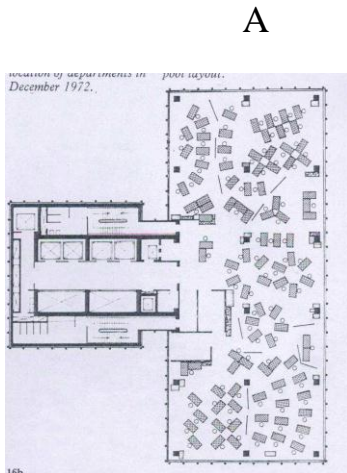 A
location of departments in pool layout.
December 1972.
16b